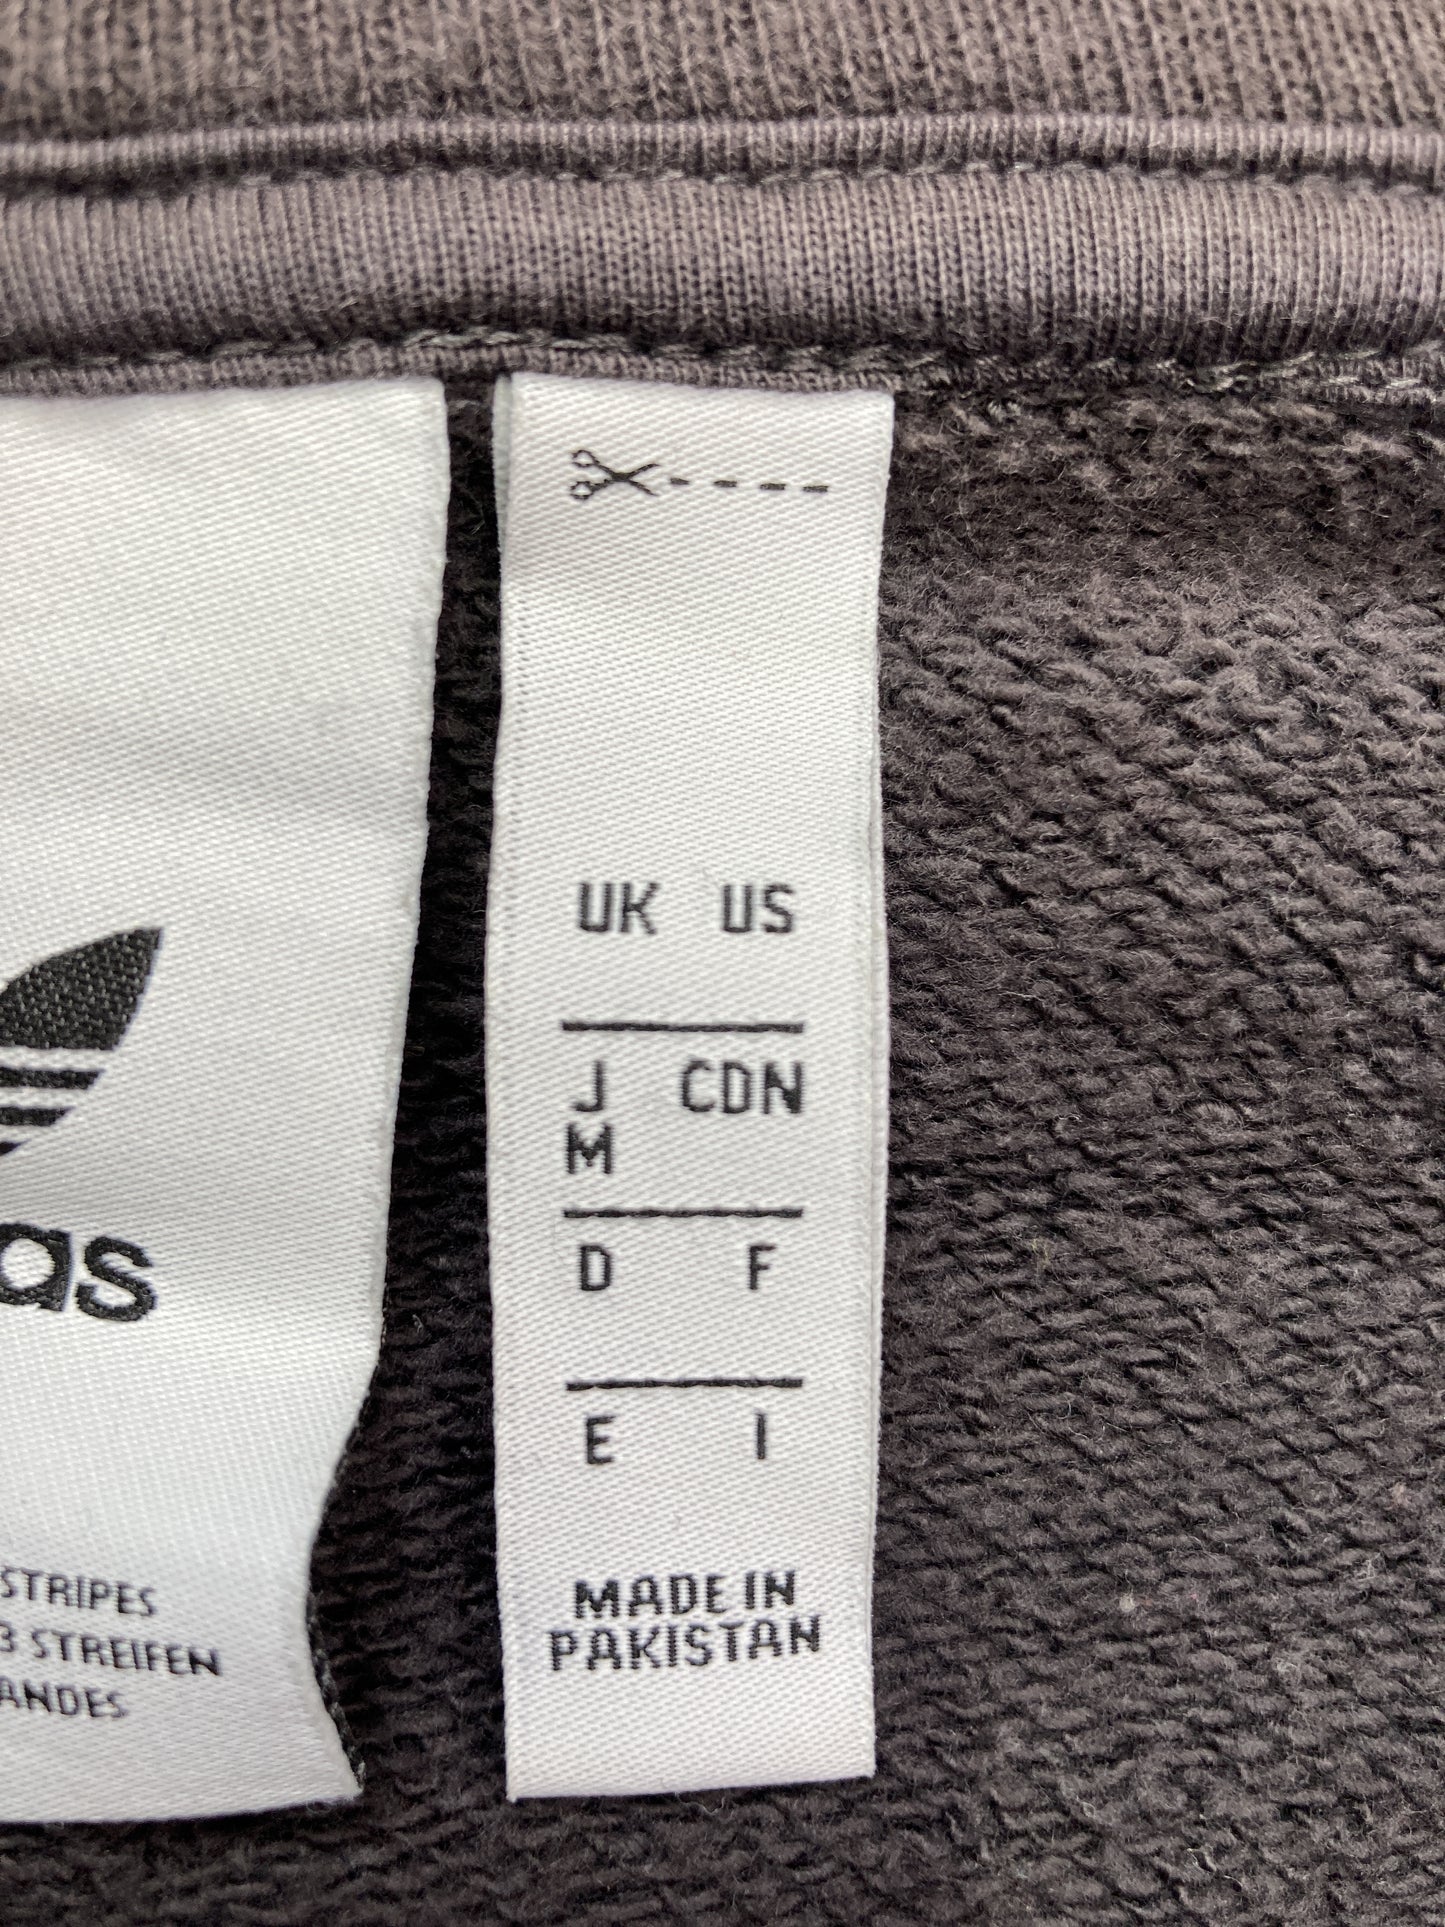 as
STRIPES
3 STREIFEN
ANDES
UK US
J CDN
M
D F
E I
MADE IN
PAKISTAN